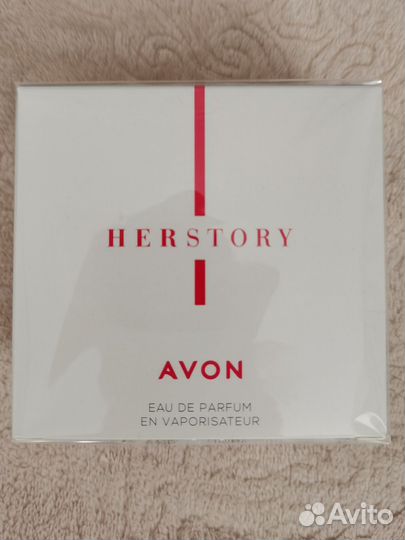 HERSTORY
AVON
EAU DE PARFUM
EN VAPORISATEUR
Avito